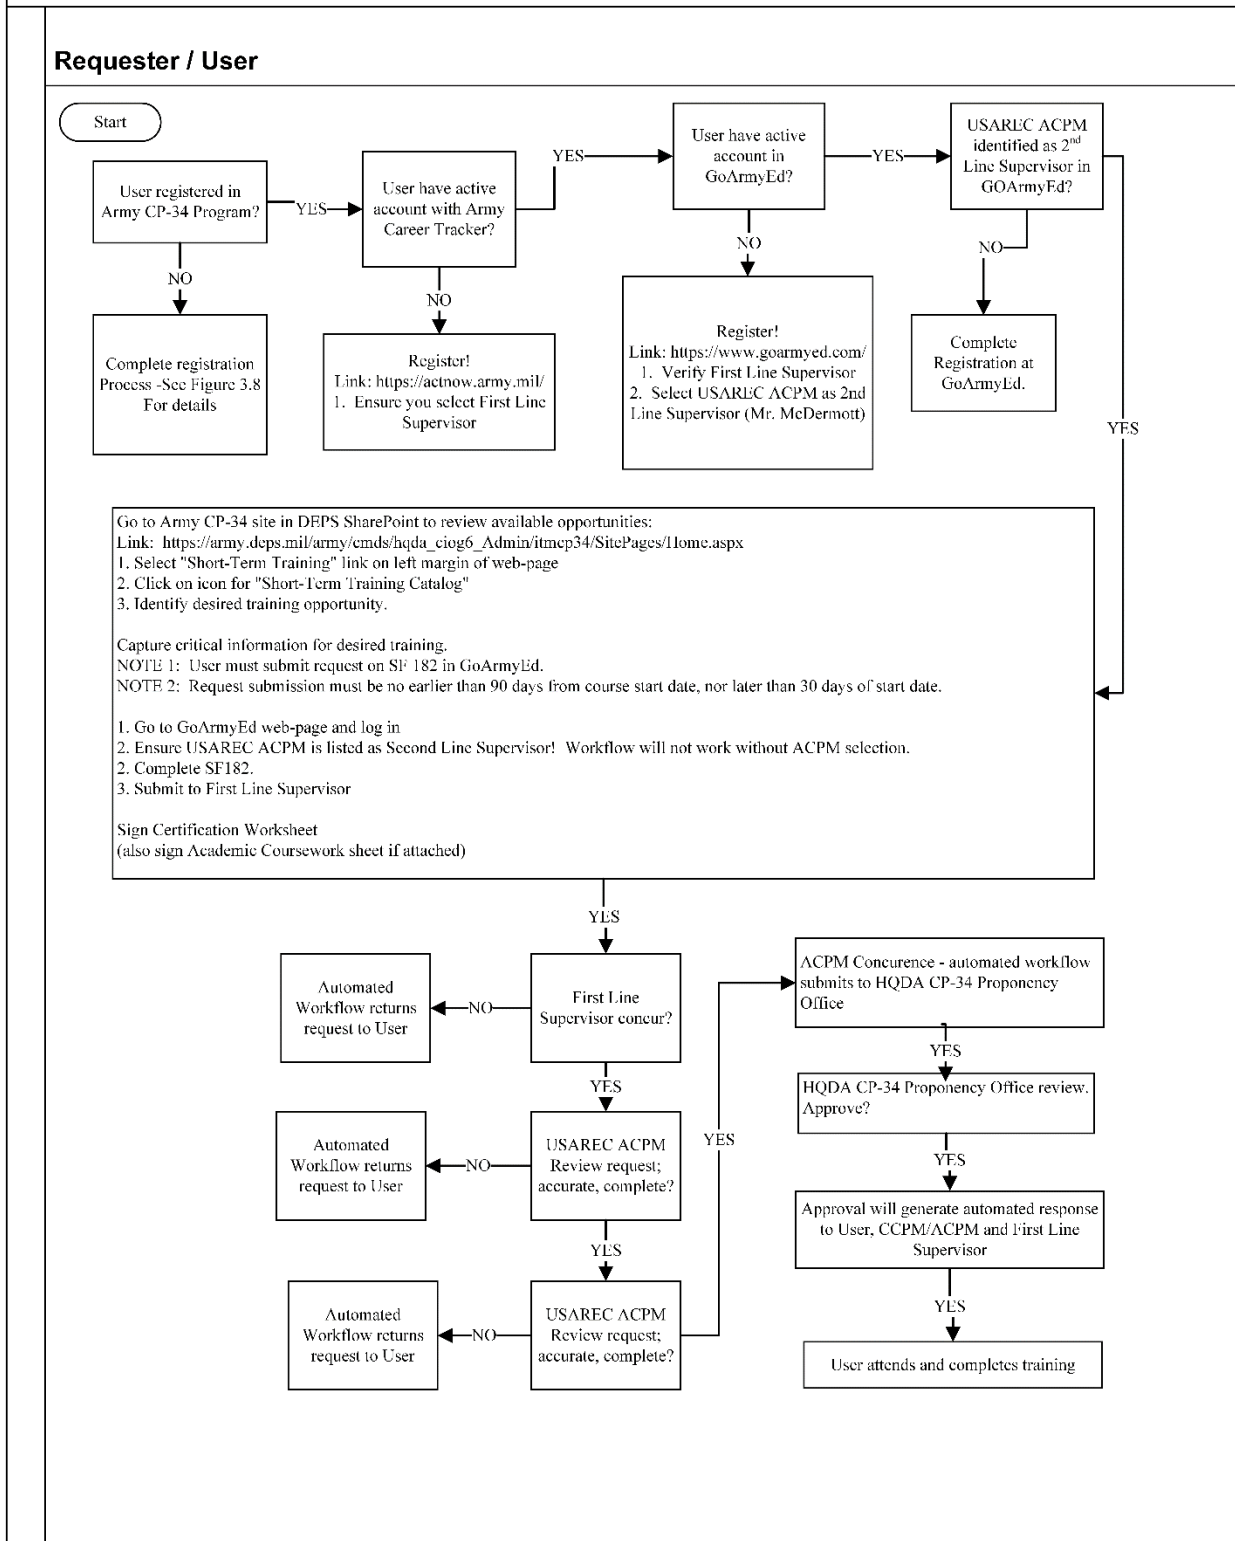 Requester / User
Start
User registered in
Army CP-34 Program?
YES
NO
Complete registration
Process -See Figure 3.8
For details
User have active
account with Army
Career Tracker?
YES
NO
Register!
Link: https://actnow.army.mil/
1. Ensure you select First Line
Supervisor
User have active
account in
GoArmyEd?
YES
NO
Register!
Link: https://www.goarmyed.com/
1. Verify First Line Supervisor
2. Select USAREC ACPM as 2nd
Line Supervisor (Mr. McDermott)
USAREC ACPM
identified as 2nd
Line Supervisor in
GOArmyEd?
NO
Complete
Registration at
GoArmyEd.
YES
Go to Army CP-34 site in DEPS SharePoint to review available opportunities:
Link: https://army.deps.mil/army/cmds/hqda_ciog6_Admin/itmcp34/SitePages/Home.aspx
1. Select "Short-Term Training" link on left margin of web-page
2. Click on icon for "Short-Term Training Catalog"
3. Identify desired training opportunity.
Capture critical information for desired training.
NOTE 1: User must submit request on SF 182 in GoArmyEd.
NOTE 2: Request submission must be no earlier than 90 days from course start date, nor later than 30 days of start date.
1. Go to GoArmyEd web-page and log in
2. Ensure USAREC ACPM is listed as Second Line Supervisor! Workflow will not work without ACPM selection.
2. Complete SF182.
3. Submit to First Line Supervisor
Sign Certification Worksheet
(also sign Academic Coursework sheet if attached)
YES
First Line
Supervisor concur?
NO
Automated
Workflow returns
request to User
YES
USAREC ACPM
Review request;
accurate, complete?
NO
Automated
Workflow returns
request to User
YES
USAREC ACPM
Review request;
accurate, complete?
NO
Automated
Workflow returns
request to User
YES
ACPM Concurence - automated workflow
submits to HQDA CP-34 Proponency
Office
YES
HQDA CP-34 Proponency Office review.
Approve?
YES
Approval will generate automated response
to User, CCPM/ACPM and First Line
Supervisor
YES
User attends and completes training